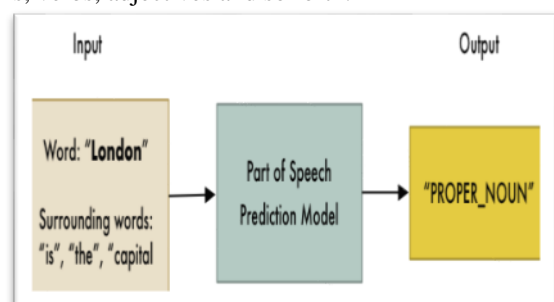 Input
Output
Word: “London”
Surrounding words:
“is”, “the”, “capital
Part of Speech
Prediction Model
“PROPER_NOUN”